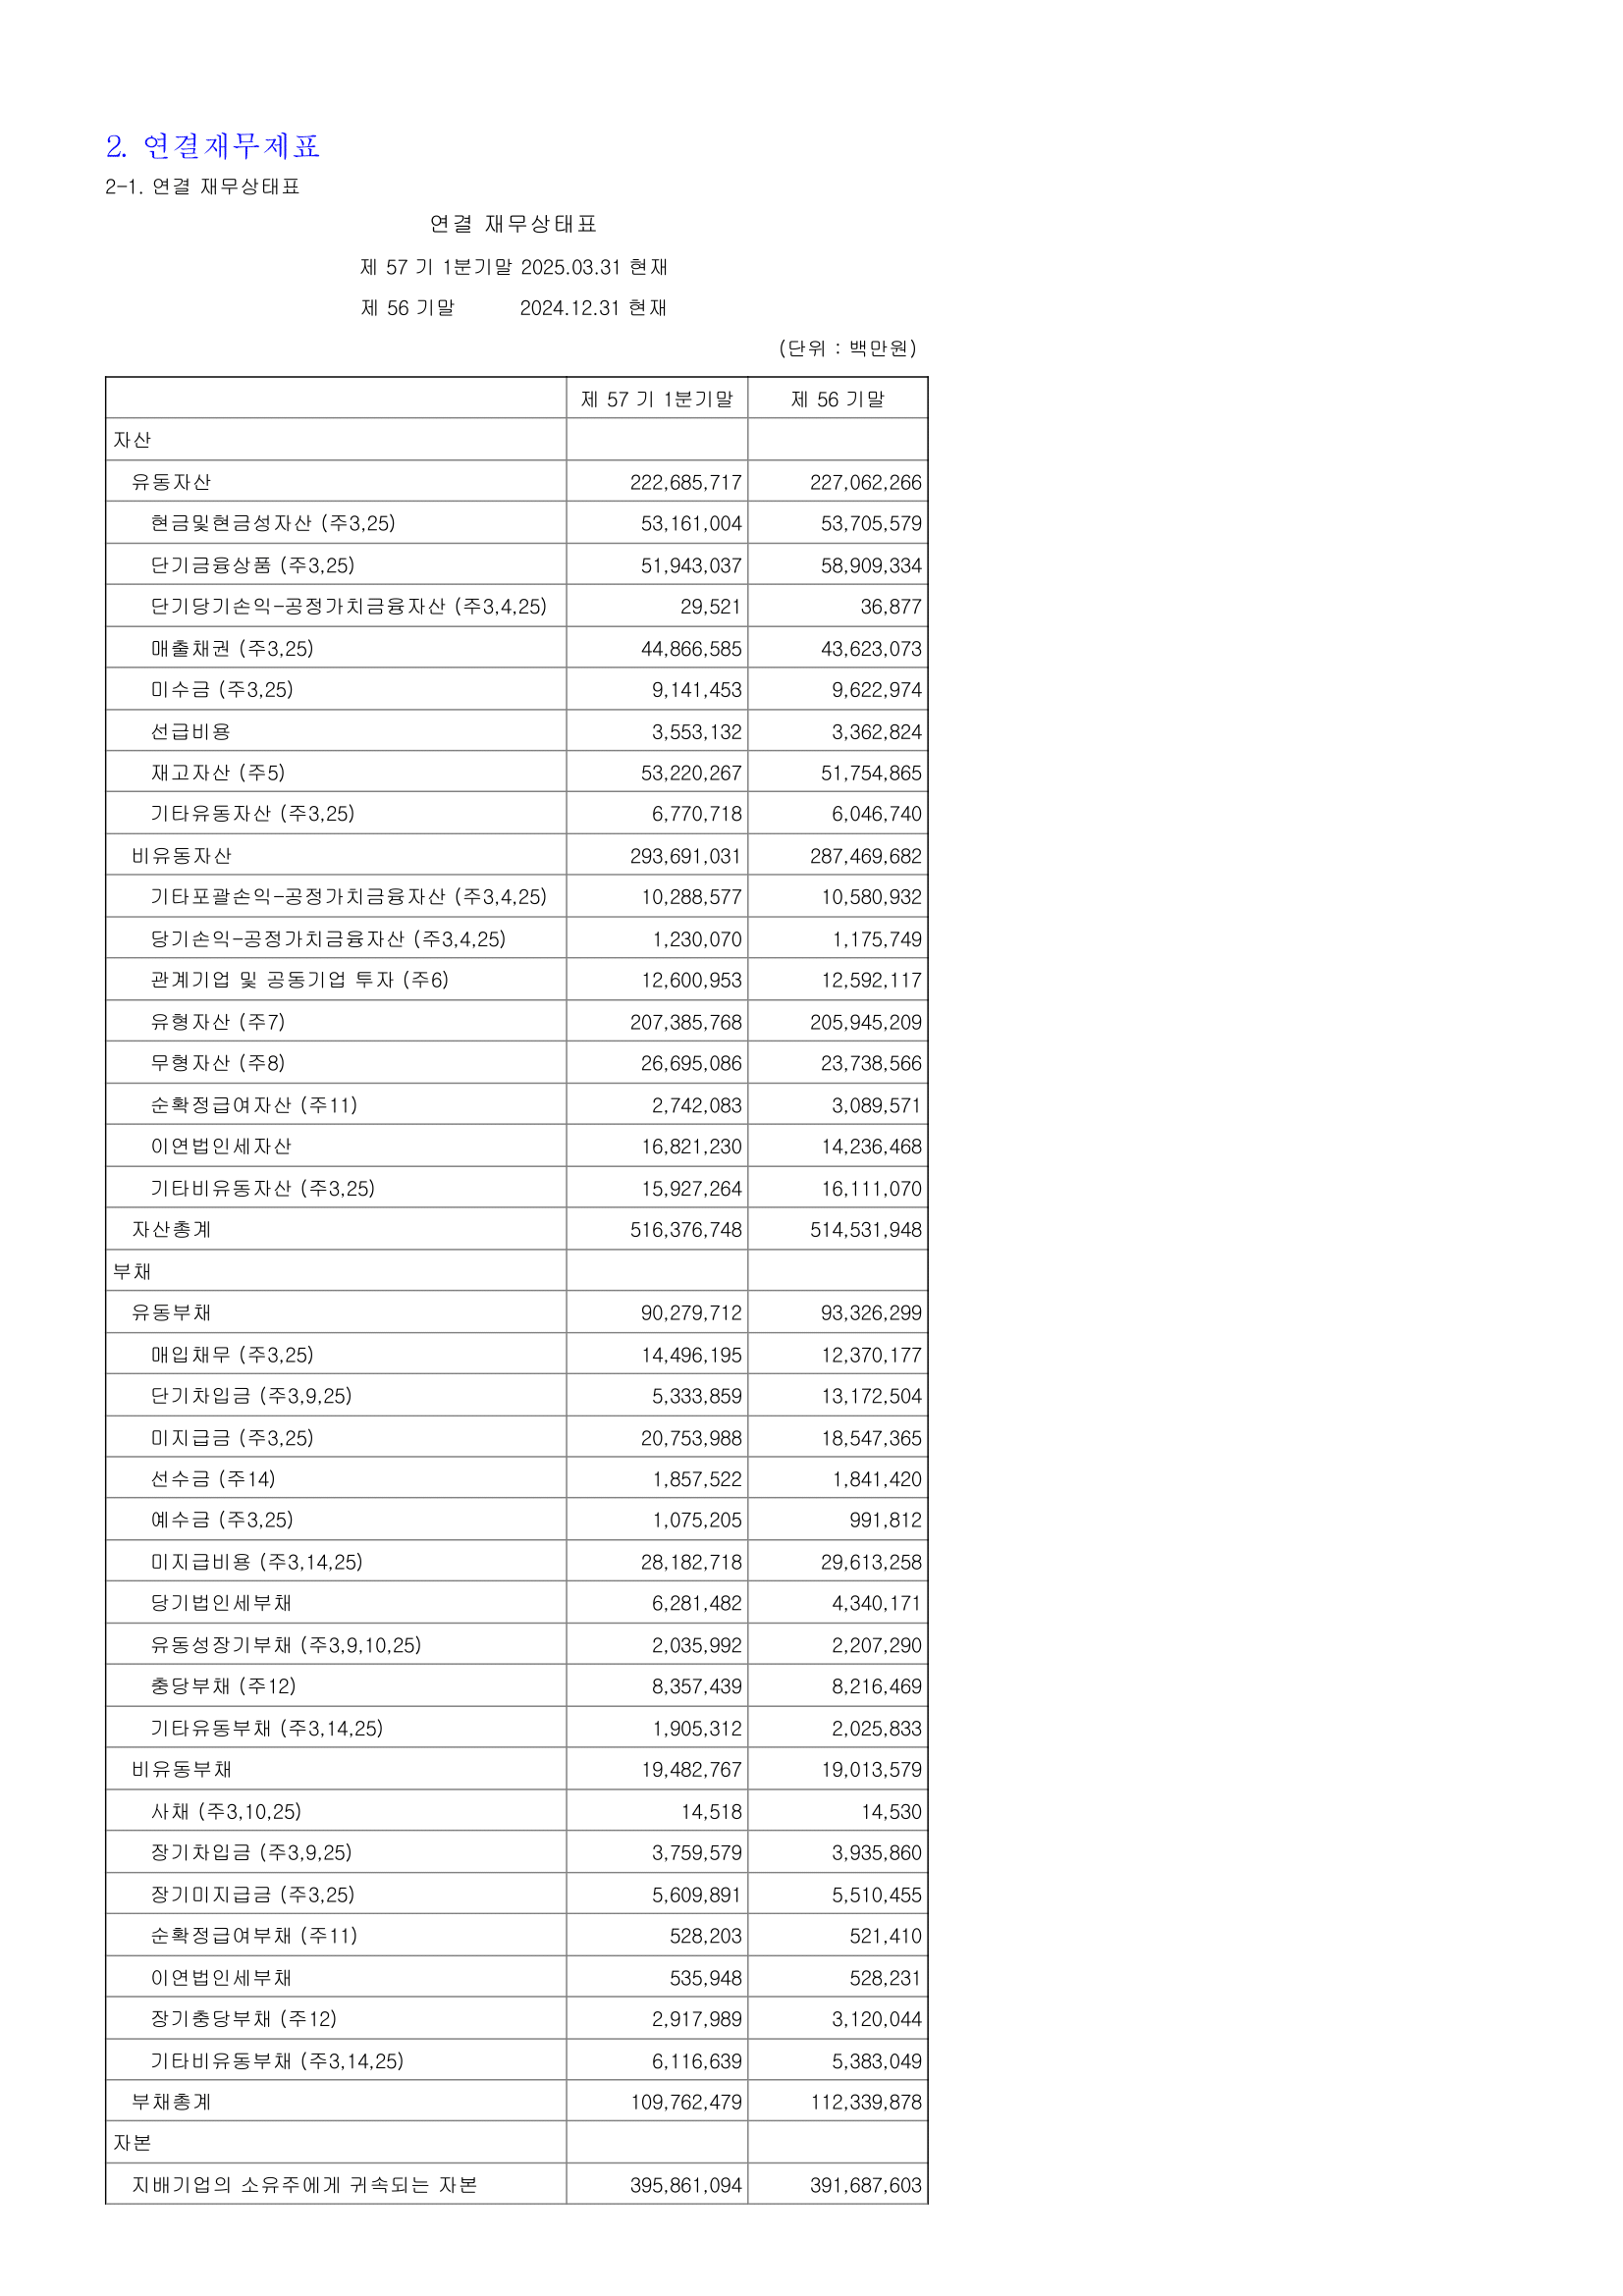 2. 연결재무제표
2-1. 연결 재무상태표
연결 재무상태표
제 57 기 1분기말 2025.03.31 현재
제 56 기말 2024.12.31 현재
(단위 : 백만원)
제 57 기 1분기말 제 56 기말
자산
유동자산 222,685,717 227,062,266
현금및현금성자산 (주3,25) 53,161,004 53,705,579
단기금융상품 (주3,25) 51,943,037 58,909,334
단기당기손익-공정가치금융자산 (주3,4,25) 29,521 36,877
매출채권 (주3,25) 44,866,585 43,623,073
미수금 (주3,25) 9,141,453 9,622,974
선급비용 3,553,132 3,362,824
재고자산 (주5) 53,220,267 51,754,865
기타유동자산 (주3,25) 6,770,718 6,046,740
비유동자산 293,691,031 287,469,682
기타포괄손익-공정가치금융자산 (주3,4,25) 10,288,577 10,580,932
당기손익-공정가치금융자산 (주3,4,25) 1,230,070 1,175,749
관계기업 및 공동기업 투자 (주6) 12,600,953 12,592,117
유형자산 (주7) 207,385,768 205,945,209
무형자산 (주8) 26,695,086 23,738,566
순확정급여자산 (주11) 2,742,083 3,089,571
이연법인세자산 16,821,230 14,236,468
기타비유동자산 (주3,25) 15,927,264 16,111,070
자산총계 516,376,748 514,531,948
부채
유동부채 90,279,712 93,326,299
매입채무 (주3,25) 14,496,195 12,370,177
단기차입금 (주3,9,25) 5,333,859 13,172,504
미지급금 (주3,25) 20,753,988 18,547,365
선수금 (주14) 1,857,522 1,841,420
예수금 (주3,25) 1,075,205 991,812
미지급비용 (주3,14,25) 28,182,718 29,613,258
당기법인세부채 6,281,482 4,340,171
유동성장기부채 (주3,9,10,25) 2,035,992 2,207,290
충당부채 (주12) 8,357,439 8,216,469
기타유동부채 (주3,14,25) 1,905,312 2,025,833
비유동부채 19,482,767 19,013,579
사채 (주3,10,25) 14,518 14,530
장기차입금 (주3,9,25) 3,759,579 3,935,860
장기미지급금 (주3,25) 5,609,891 5,510,455
순확정급여부채 (주11) 528,203 521,410
이연법인세부채 535,948 528,231
장기충당부채 (주12) 2,917,989 3,120,044
기타비유동부채 (주3,14,25) 6,116,639 5,383,049
부채총계 109,762,479 112,339,878
자본
지배기업의 소유주에게 귀속되는 자본 395,861,094 391,687,603